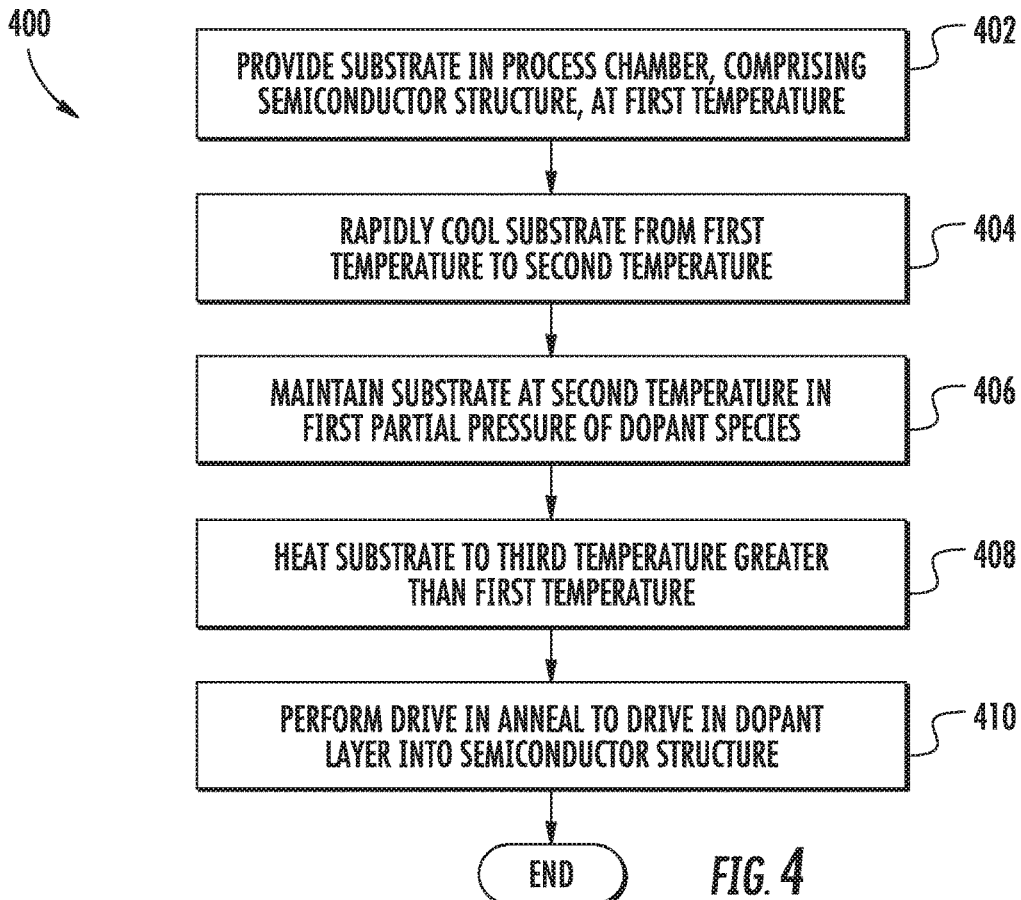 400
402
PROVIDE SUBSTRATE IN PROCESS CHAMBER, COMPRISING
SEMICONDUCTOR STRUCTURE, AT FIRST TEMPERATURE
404
RAPIDLY COOL SUBSTRATE FROM FIRST
TEMPERATURE TO SECOND TEMPERATURE
406
MAINTAIN SUBSTRATE AT SECOND TEMPERATURE IN
FIRST PARTIAL PRESSURE OF DOPANT SPECIES
408
HEAT SUBSTRATE TO THIRD TEMPERATURE GREATER
THAN FIRST TEMPERATURE
410
PERFORM DRIVE IN ANNEAL TO DRIVE IN DOPANT
LAYER INTO SEMICONDUCTOR STRUCTURE
END
FIG. 4